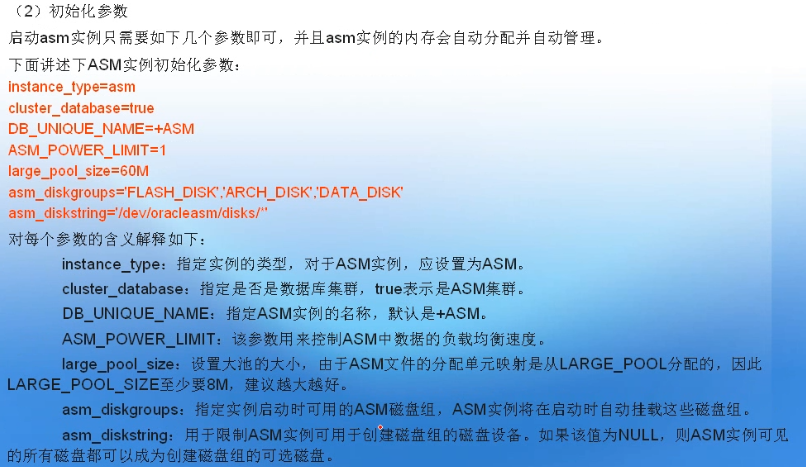 （2）初始化参数
启动asm实例只需要如下几个参数即可，并且asm实例的内存会自动分配并自动管理。
下面讲述下ASM实例初始化参数：
instance_type=asm
cluster_database=true
DB_UNIQUE_NAME=+ASM
ASM_POWER_LIMIT=1
large_pool_size=60M
asm_diskgroups='FLASH_DISK','ARCH_DISK','DATA_DISK'
asm_diskstring='/dev/oracleasm/disks/*'
对每个参数的含义解释如下：
instance_type：指定实例的类型，对于ASM实例，应设置为ASM。
cluster_database：指定是否是数据库集群，true表示是ASM集群。
DB_UNIQUE_NAME：指定ASM实例的名称，默认是+ASM。
ASM_POWER_LIMIT：该参数用来控制ASM中数据的负载均衡速度。
large_pool_size：设置大池的大小，由于ASM文件的分配单元映射是从LARGE_POOL分配的，因此
LARGE_POOL_SIZE至少要8M，建议越大越好。
asm_diskgroups：指定实例启动时可用的ASM磁盘组，ASM实例将在启动时自动挂载这些磁盘组。
asm_diskstring：用于限制ASM实例可用于创建磁盘组的磁盘设备。如果该值为NULL，则ASM实例可见
的所有磁盘都可以成为创建磁盘组的可选磁盘。